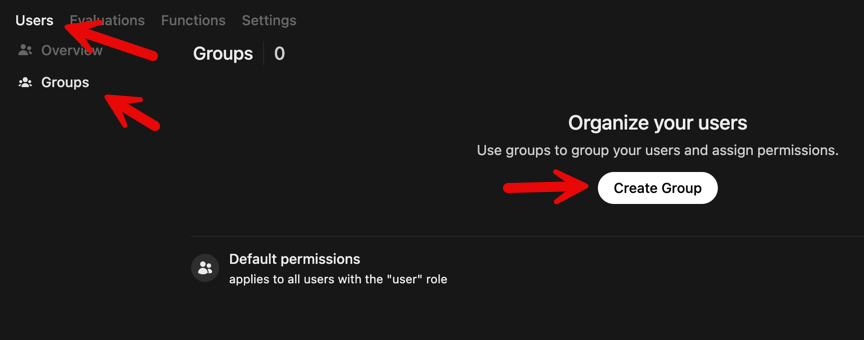 Users Evaluations Functions Settings
Overview
Groups
Groups 0
Organize your users
Use groups to group your users and assign permissions.
Create Group
Default permissions
applies to all users with the "user" role